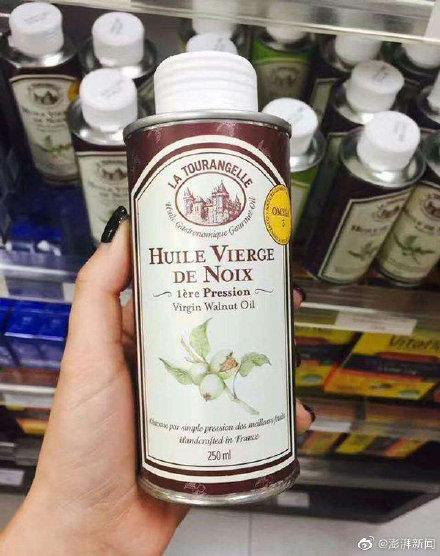 LA TOURANGELLE
Huile Gastronomique Gourmet Oil
OMEGA
3
HUILE VIERGE
DE NOIX
1ère Pression
Virgin Walnut Oil
par simple pression des meilleurs fruits
Handcrafted in France
250 ml
@澎湃新闻